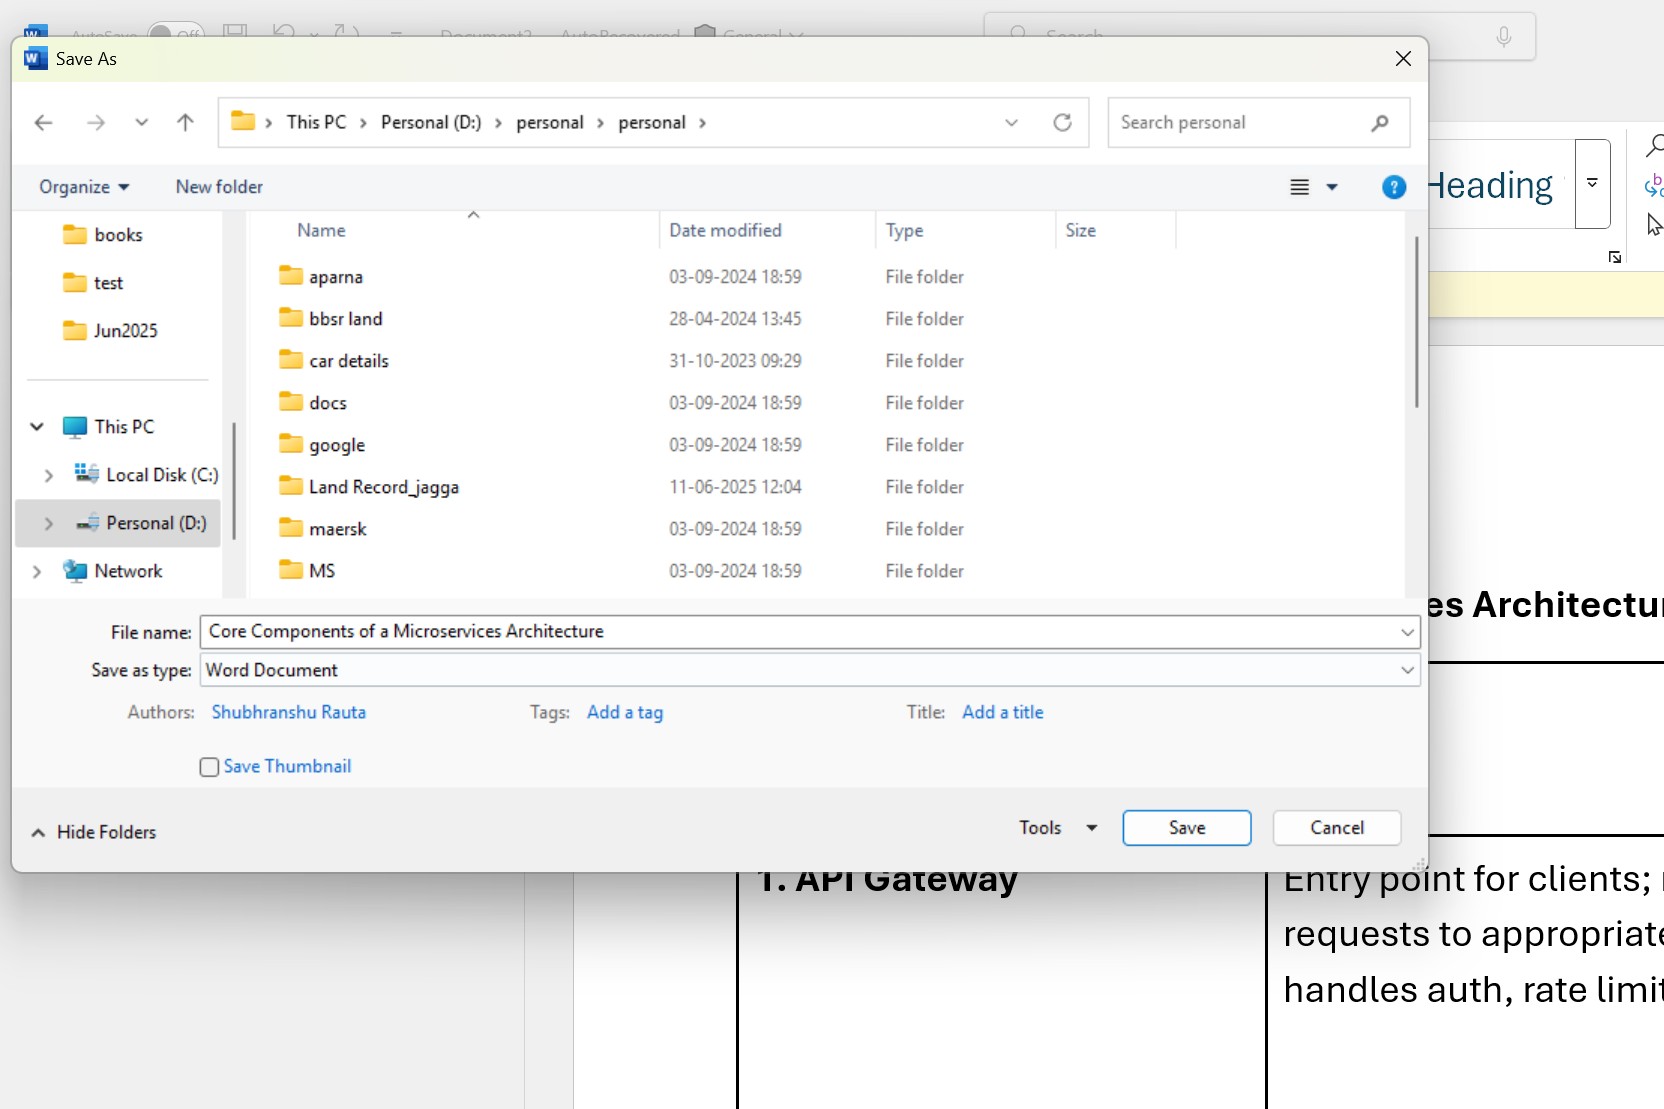 AutoSave Off Document2 - AutoRecovered General Search
Save As
This PC > Personal (D:) > personal > personal >
Search personal
Organize New folder
Heading
books
test
Jun2025
This PC
Local Disk (C:)
Personal (D:)
Network
Name Date modified Type Size
aparna 03-09-2024 18:59 File folder
bbsr land 28-04-2024 13:45 File folder
car details 31-10-2023 09:29 File folder
docs 03-09-2024 18:59 File folder
google 03-09-2024 18:59 File folder
Land Record_jagga 11-06-2025 12:04 File folder
maersk 03-09-2024 18:59 File folder
MS 03-09-2024 18:59 File folder
File name: Core Components of a Microservices Architecture
Save as type: Word Document
Authors: Shubhranshu Rauta Tags: Add a tag Title: Add a title
Save Thumbnail
Hide Folders Tools Save Cancel
es Architectu
1. API Gateway
Entry point for clients;
requests to appropriate
handles auth, rate limit